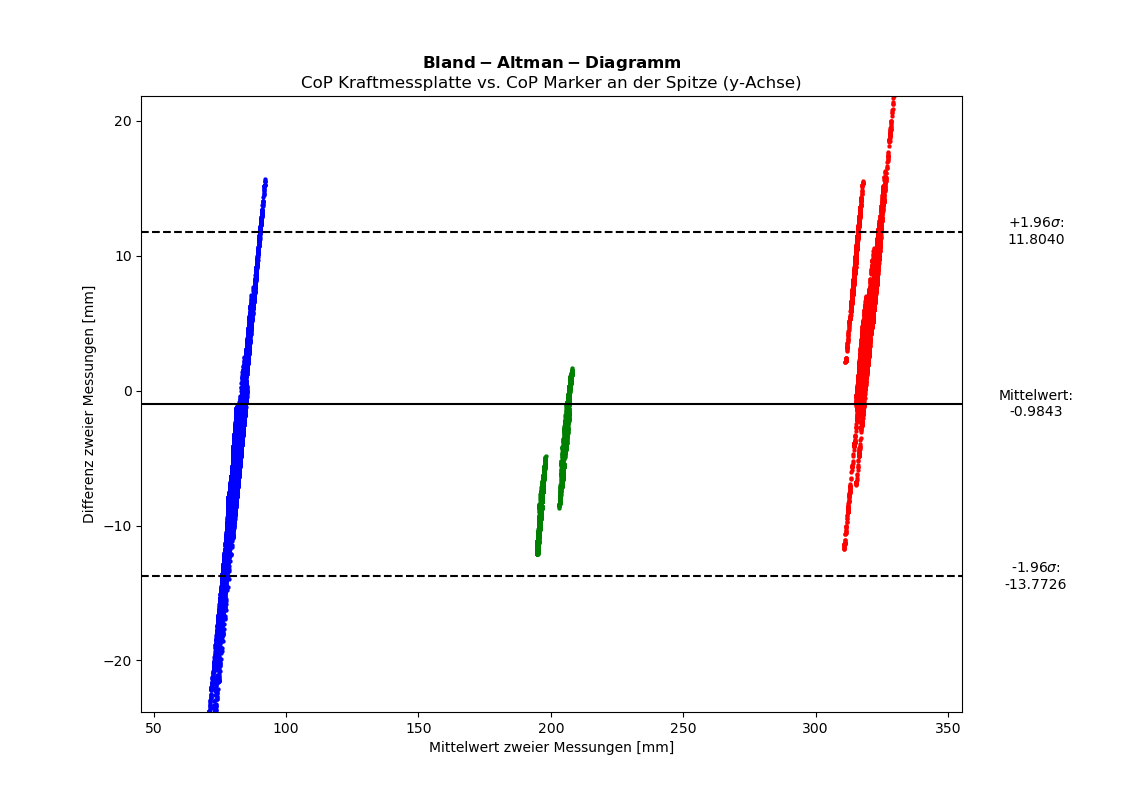 Bland − Altman − Diagramm
CoP Kraftmessplatte vs. CoP Marker an der Spitze (y-Achse)
Differenz zweier Messungen [mm]
20
10
0
−10
−20
50
100
150
200
250
300
350
Mittelwert zweier Messungen [mm]
+1.96σ:
11.8040
Mittelwert:
-0.9843
-1.96σ:
-13.7726